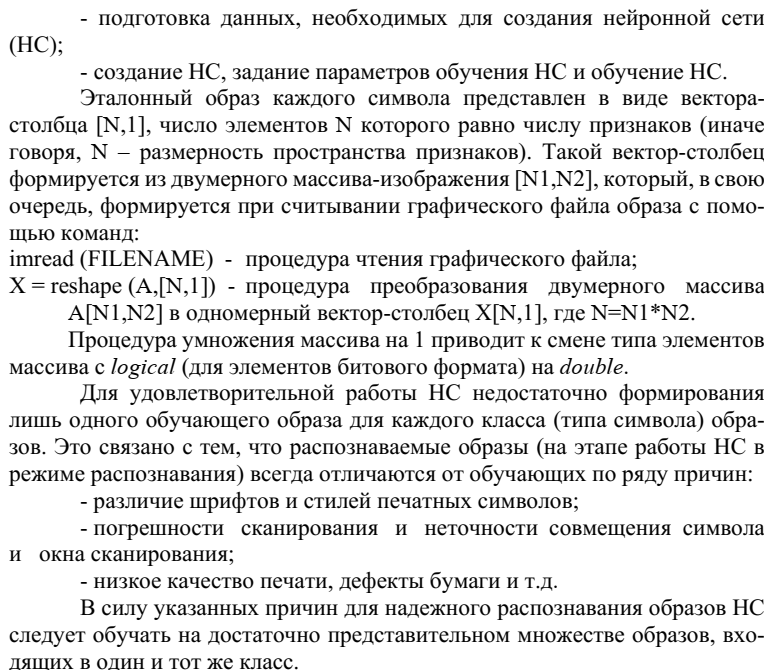 - подготовка данных, необходимых для создания нейронной сети
(НС);
- создание НС, задание параметров обучения НС и обучение НС.
Эталонный образ каждого символа представлен в виде вектора-
столбца [N,1], число элементов N которого равно числу признаков (иначе
говоря, N – размерность пространства признаков). Такой вектор-столбец
формируется из двумерного массива-изображения [N1,N2], который, в свою
очередь, формируется при считывании графического файла образа с помо-
щью команд:
imread (FILENAME) - процедура чтения графического файла;
X = reshape (A,[N,1]) - процедура преобразования двумерного массива
A[N1,N2] в одномерный вектор-столбец X[N,1], где N=N1*N2.
Процедура умножения массива на 1 приводит к смене типа элементов
массива с logical (для элементов битового формата) на double.
Для удовлетворительной работы НС недостаточно формирования
лишь одного обучающего образа для каждого класса (типа символа) обра-
зов. Это связано с тем, что распознаваемые образы (на этапе работы НС в
режиме распознавания) всегда отличаются от обучающих по ряду причин:
- различие шрифтов и стилей печатных символов;
- погрешности сканирования и неточности совмещения символа
и окна сканирования;
- низкое качество печати, дефекты бумаги и т.д.
В силу указанных причин для надежного распознавания образов НС
следует обучать на достаточно представительном множестве образов, вхо-
дящих в один и тот же класс.